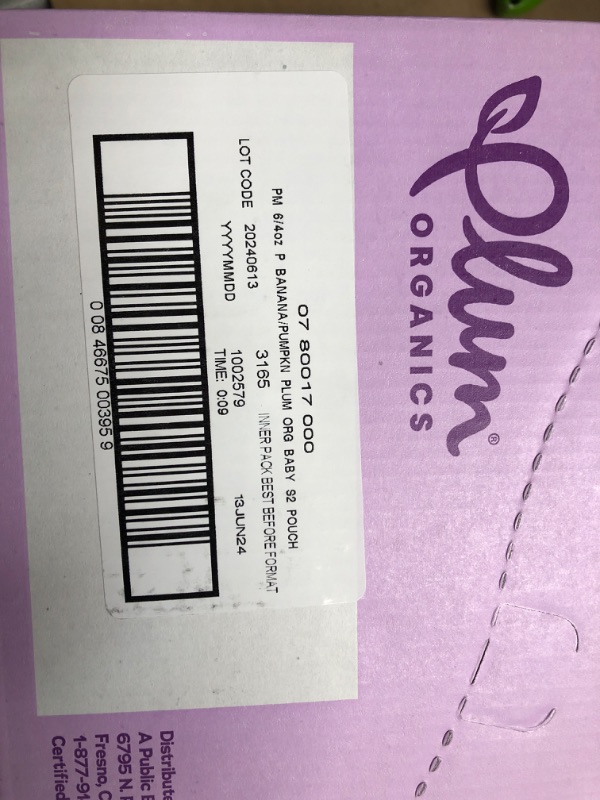 Plum®
ORGANICS
07 80017 000
PM 6/4oz P BANANA/PUMPKN PLUM ORG BABY S2 POUCH
3165 INNER PACK BEST BEFORE FORMAT
LOT CODE 20240613 1002579 13JUN24
YYYYMMDD TIME: 0:09
0 08 46675 00395 9
Distribute
A Public
6795 N.
Fresno, C
1-877-91
Certified